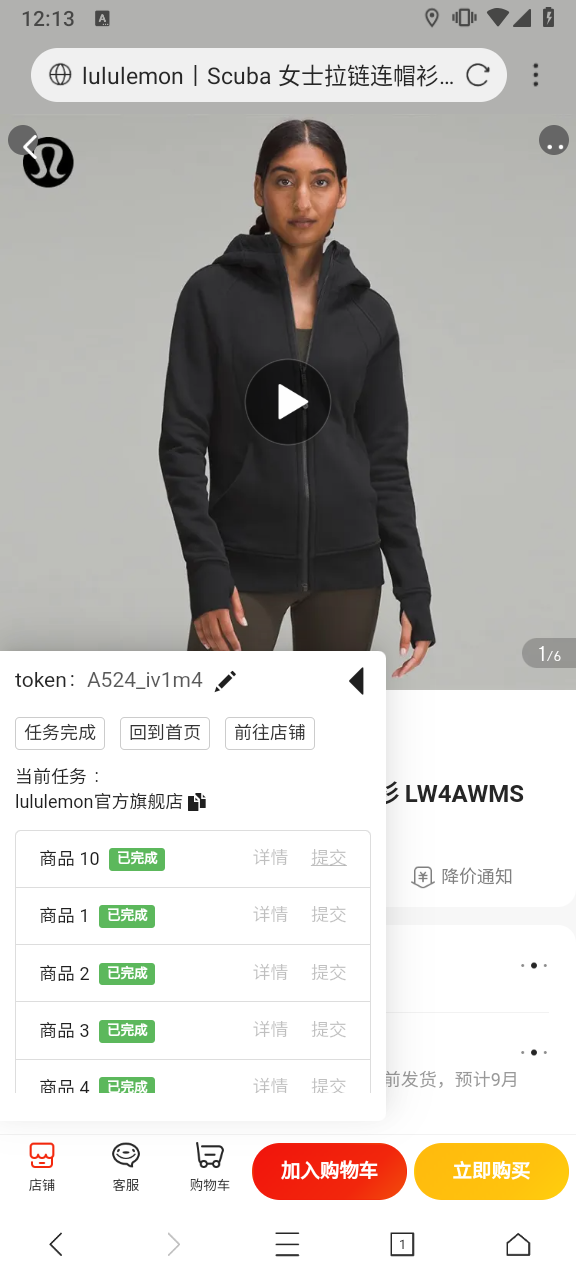 12:13
A
lululemon丨Scuba 女士拉链连帽衫...
1/6
token： A524_iv1m4
任务完成 回到首页 前往店铺
当前任务：
lululemon官方旗舰店
彡 LW4AWMS
商品 10 已完成 详情 提交
降价通知
商品 1 已完成 详情 提交
商品 2 已完成 详情 提交
商品 3 已完成 详情 提交
商品 4 已完成 详情 提交
前发货，预计9月
店铺 客服 购物车 加入购物车 立即购买
1